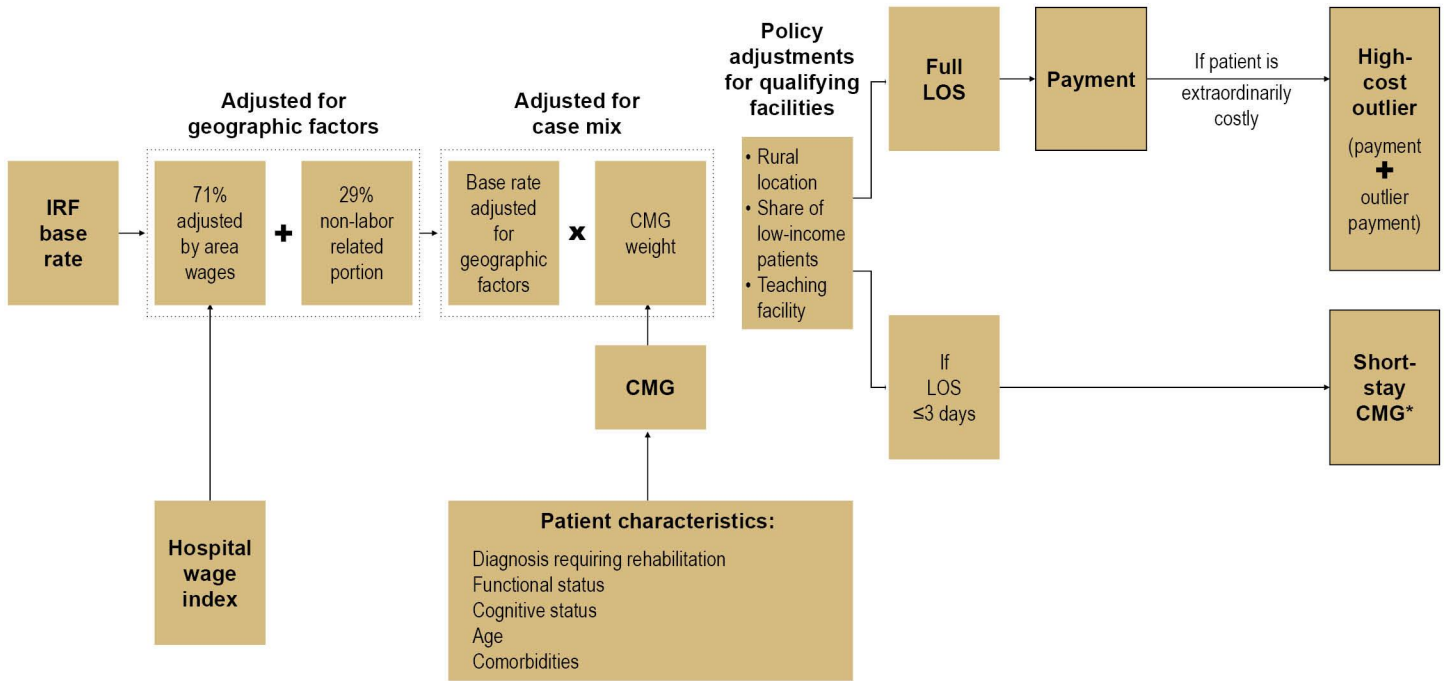 IRF
base
rate
Adjusted for
geographic factors
71%
adjusted
by area
wages
+
29%
non-labor
related
portion
Hospital
wage
index
Adjusted for
case mix
Base rate
adjusted
for
geographic
factors
x
CMG
weight
CMG
Patient characteristics:
Diagnosis requiring rehabilitation
Functional status
Cognitive status
Age
Comorbidities
Policy
adjustments
for qualifying
facilities
• Rural
location
• Share of
low-income
patients
• Teaching
facility
Full
LOS
Payment
If patient is
extraordinarily
costly
High-
cost
outlier
(payment
+
outlier
payment)
If
LOS
≤3 days
Short-
stay
CMG*